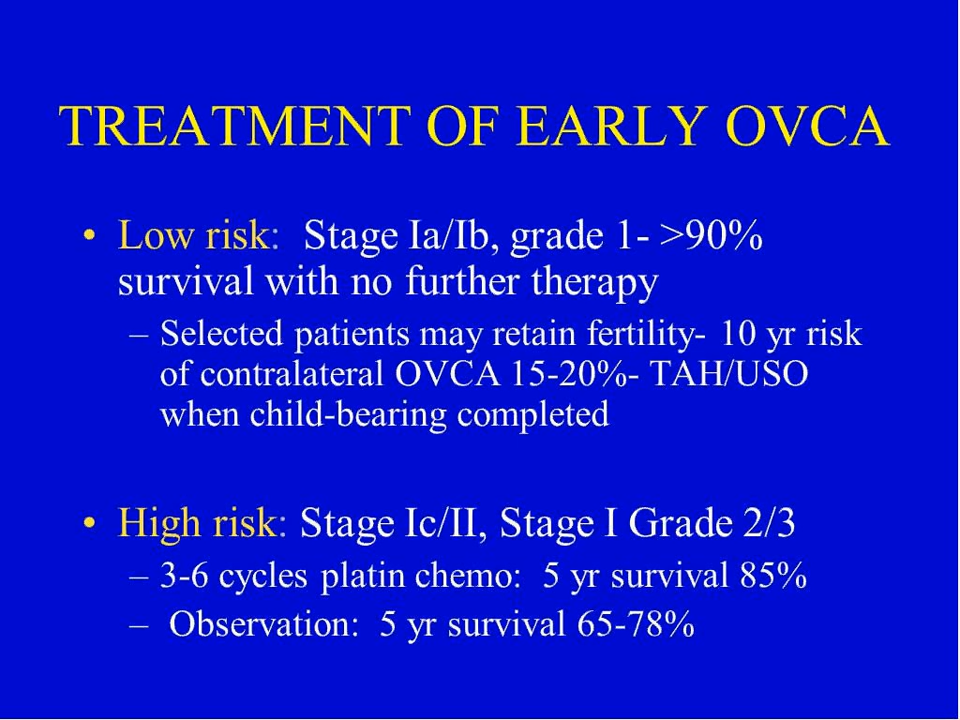 TREATMENT OF EARLY OVCA
• Low risk:  Stage Ia/Ib, grade 1- >90%
survival with no further therapy
– Selected patients may retain fertility- 10 yr risk
of contralateral OVCA 15-20%- TAH/USO
when child-bearing completed
• High risk: Stage Ic/II, Stage I Grade 2/3
– 3-6 cycles platin chemo:  5 yr survival 85%
– Observation:  5 yr survival 65-78%